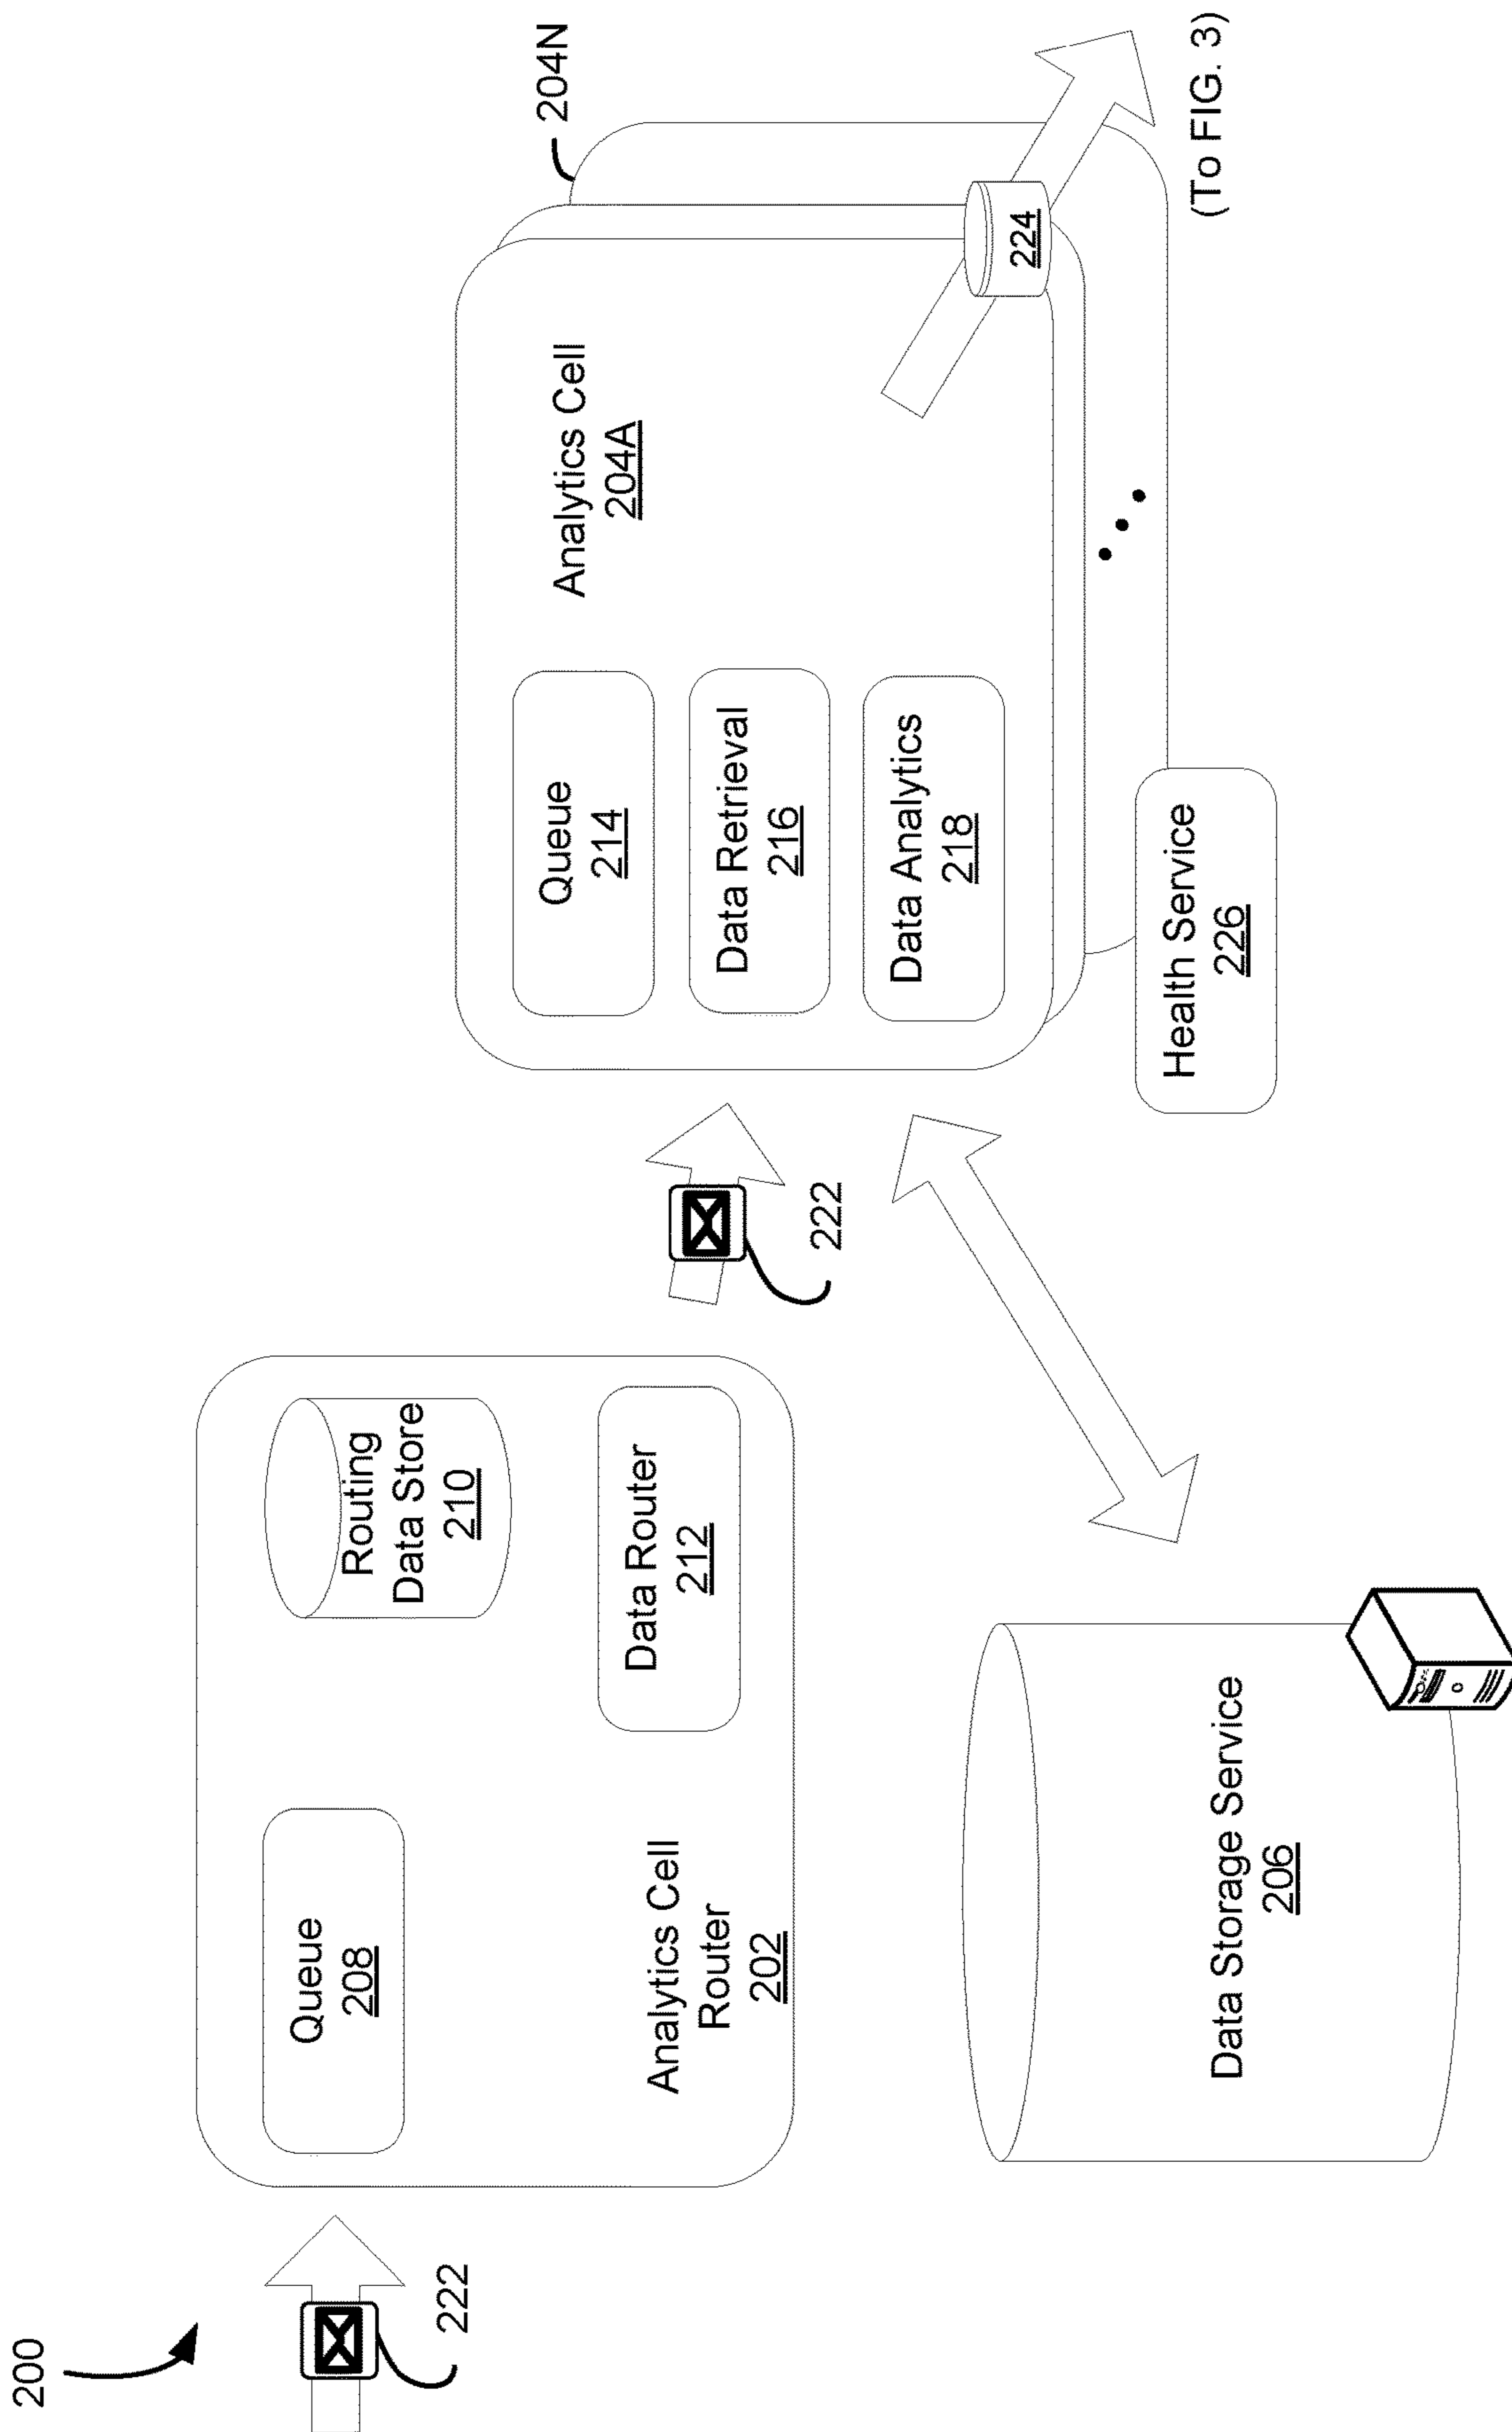 200
222
Queue
208
Routing
Data Store
210
Data Router
212
Analytics Cell
Router
202
222
Data Storage Service
206
204N
Analytics Cell
204A
Queue
214
Data Retrieval
216
Data Analytics
218
224
Health Service
226
(To FIG. 3)